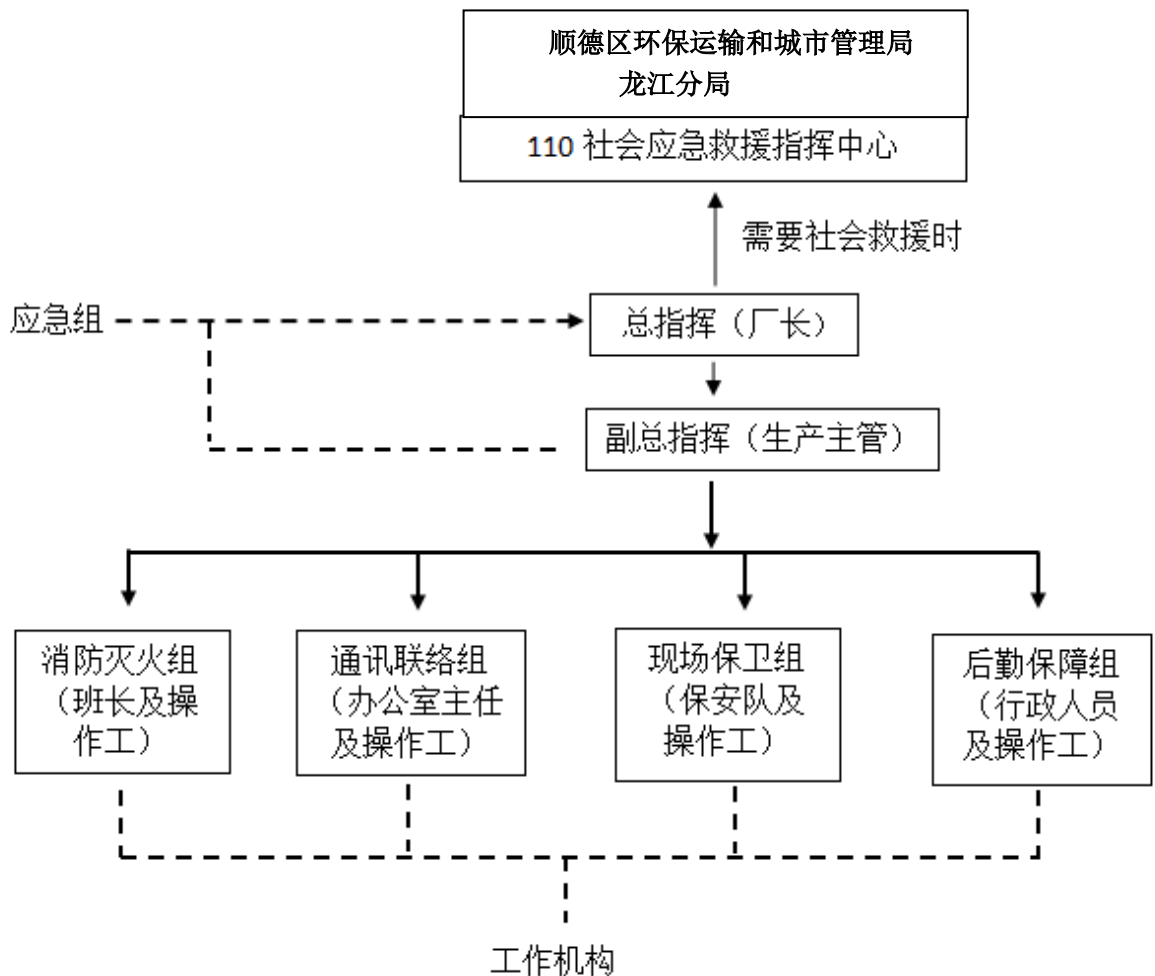 顺德区环保运输和城市管理局
龙江分局
110 社会应急救援指挥中心
需要社会救援时
应急组
总指挥（厂长）
副总指挥（生产主管）
消防灭火组
（班长及操
作工）
通讯联络组
（办公室主任
及操作工）
现场保卫组
（保安队及
操作工）
后勤保障组
（行政人员
及操作工）
工作机构